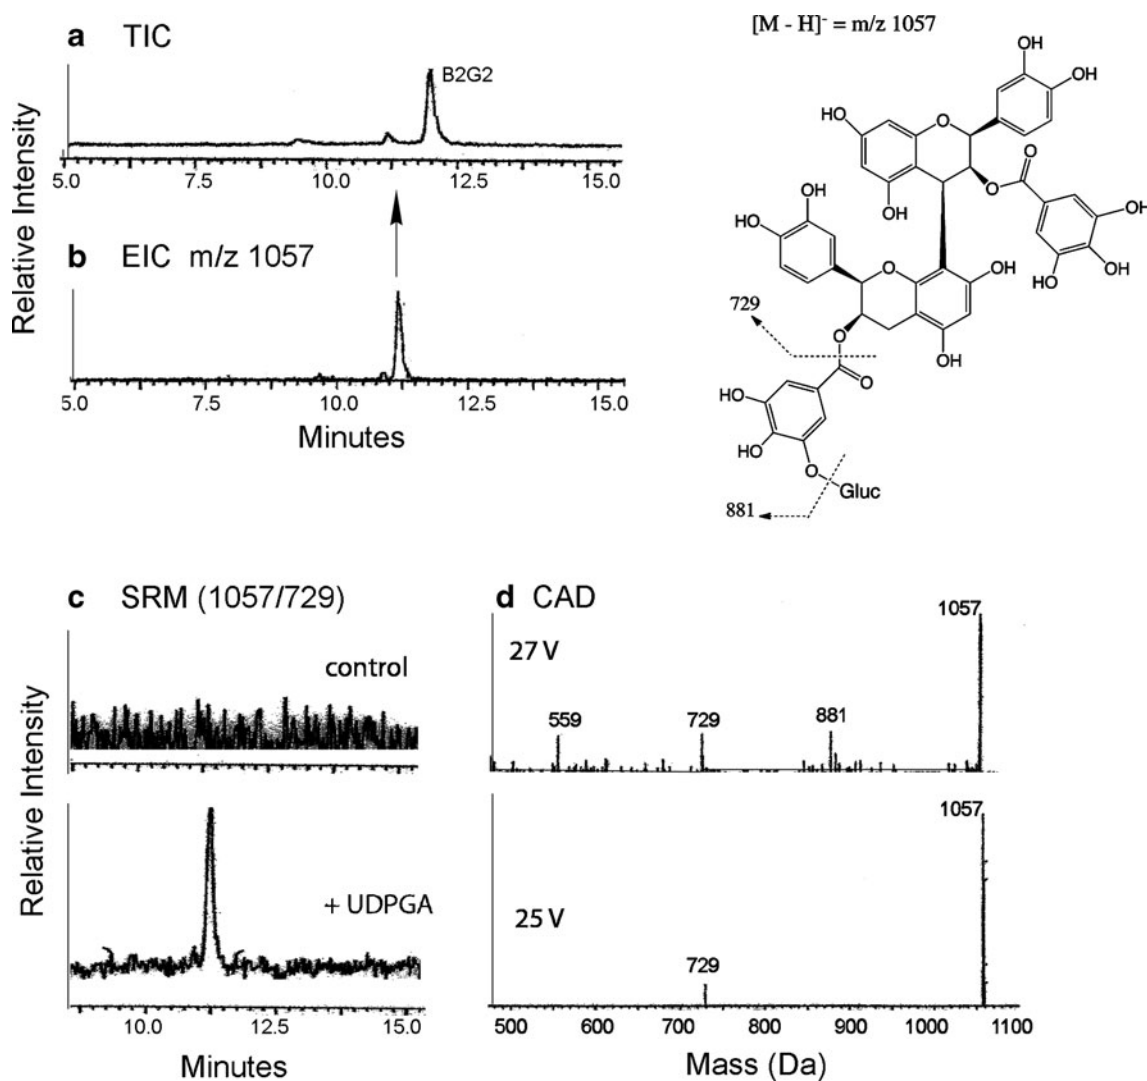 a TIC
B2G2
5.0 7.5 10.0 12.5 15.0
b EIC m/z 1057
5.0 7.5 10.0 12.5 15.0
Minutes
Relative Intensity
[M - H]- = m/z 1057
OH
OH
HO
O
O
OH
O
OH
OH
HO
HO
O
OH
OH
HO
729
O
OH
O
HO
HO
O
Gluc
881
c SRM (1057/729)
control
+ UDPGA
10.0 12.5 15.0
Minutes
Relative Intensity
d CAD
1057
27 V
559 729 881
1057
25 V
729
500 600 700 800 900 1000 1100
Mass (Da)